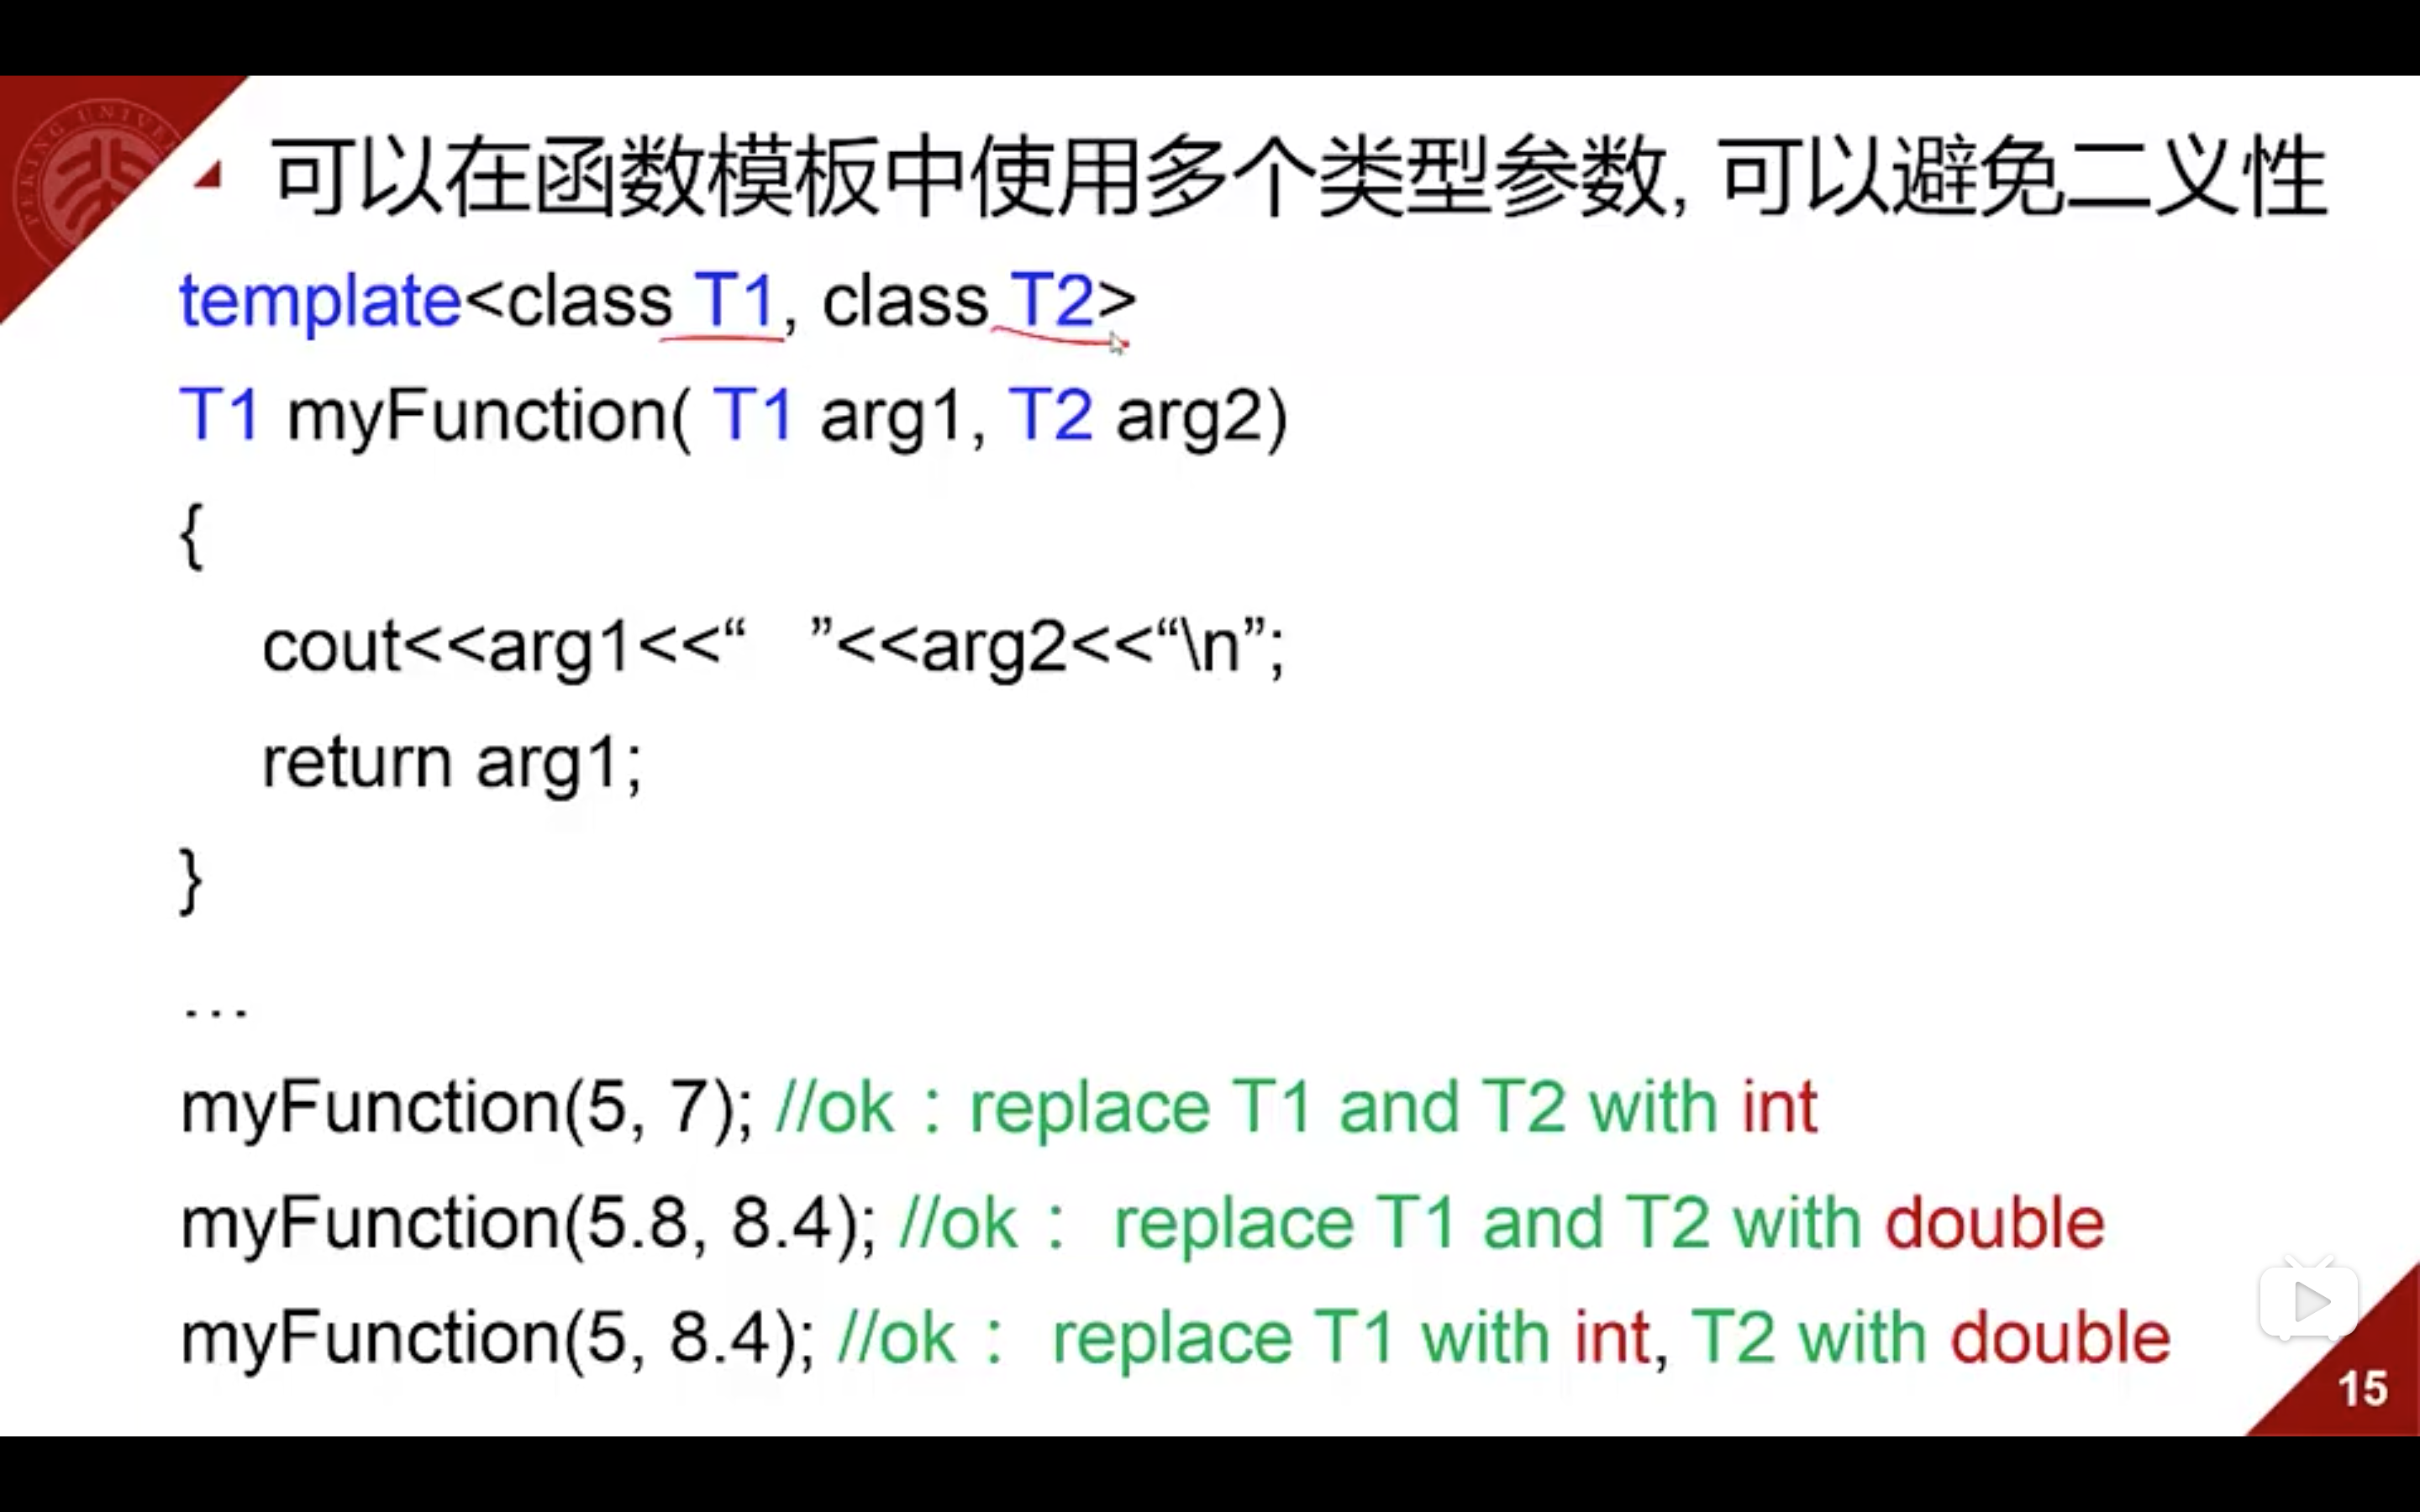 可以在函数模板中使用多个类型参数, 可以避免二义性
template<class T1, class T2>
T1 myFunction( T1 arg1, T2 arg2)
{
cout<<arg1<<“ ”<<arg2<<“\n”;
return arg1;
}
…
myFunction(5, 7); //ok：replace T1 and T2 with int
myFunction(5.8, 8.4); //ok： replace T1 and T2 with double
myFunction(5, 8.4); //ok： replace T1 with int, T2 with double
15